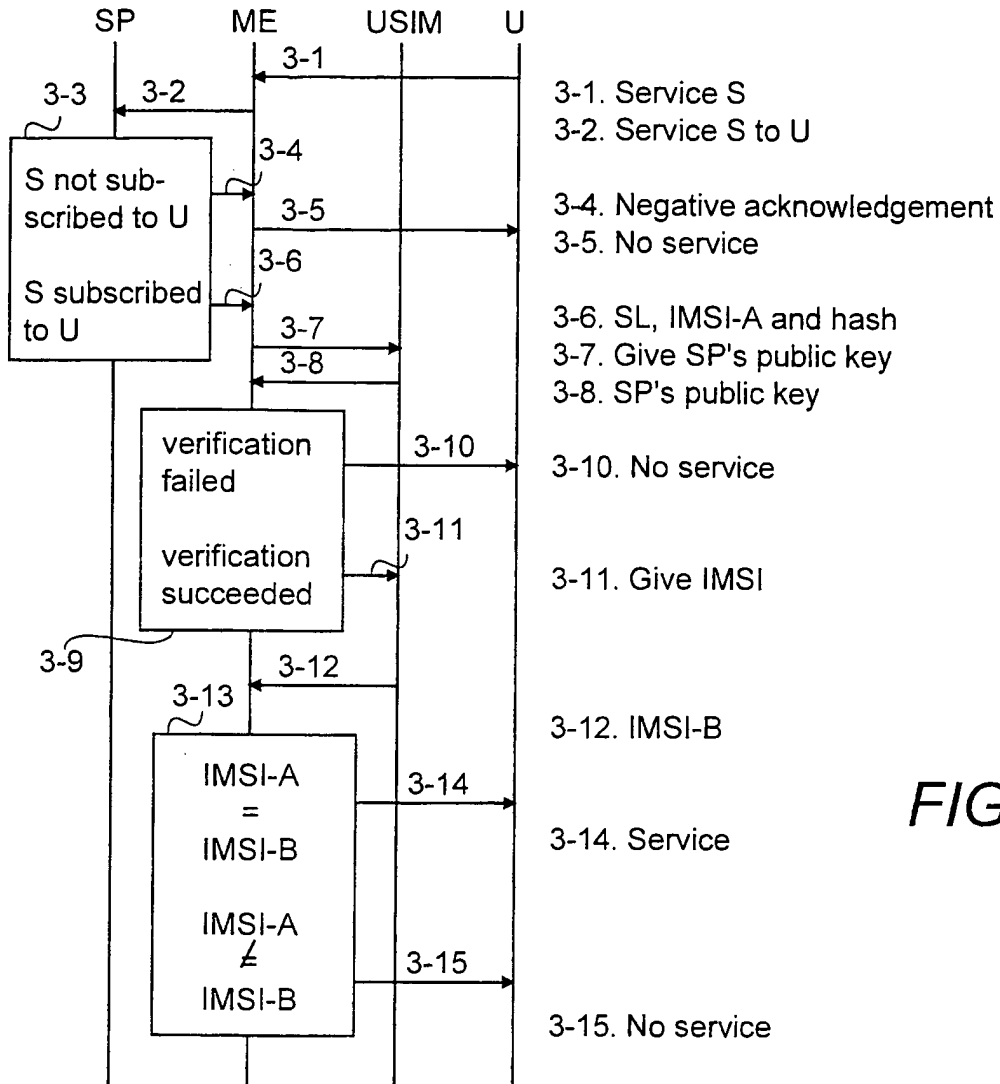 SP ME USIM U
3-1
3-2
3-3
3-1. Service S
3-2. Service S to U
S not sub-
scribed to U
3-4
3-5
3-4. Negative acknowledgement
3-5. No service
S subscribed
to U
3-6
3-7
3-8
3-6. SL, IMSI-A and hash
3-7. Give SP's public key
3-8. SP's public key
verification
failed
3-10
3-10. No service
verification
succeeded
3-11
3-11. Give IMSI
3-9
3-12
3-12. IMSI-B
3-13
IMSI-A
=
IMSI-B
3-14
3-14. Service
FIG
IMSI-A
≠
IMSI-B
3-15
3-15. No service